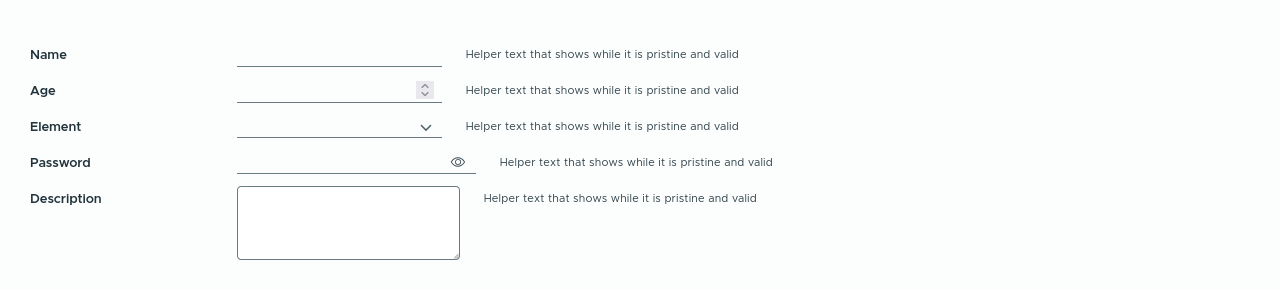 Name Helper text that shows while it is pristine and valid
Age Helper text that shows while it is pristine and valid
Element Helper text that shows while it is pristine and valid
Password Helper text that shows while it is pristine and valid
Description Helper text that shows while it is pristine and valid